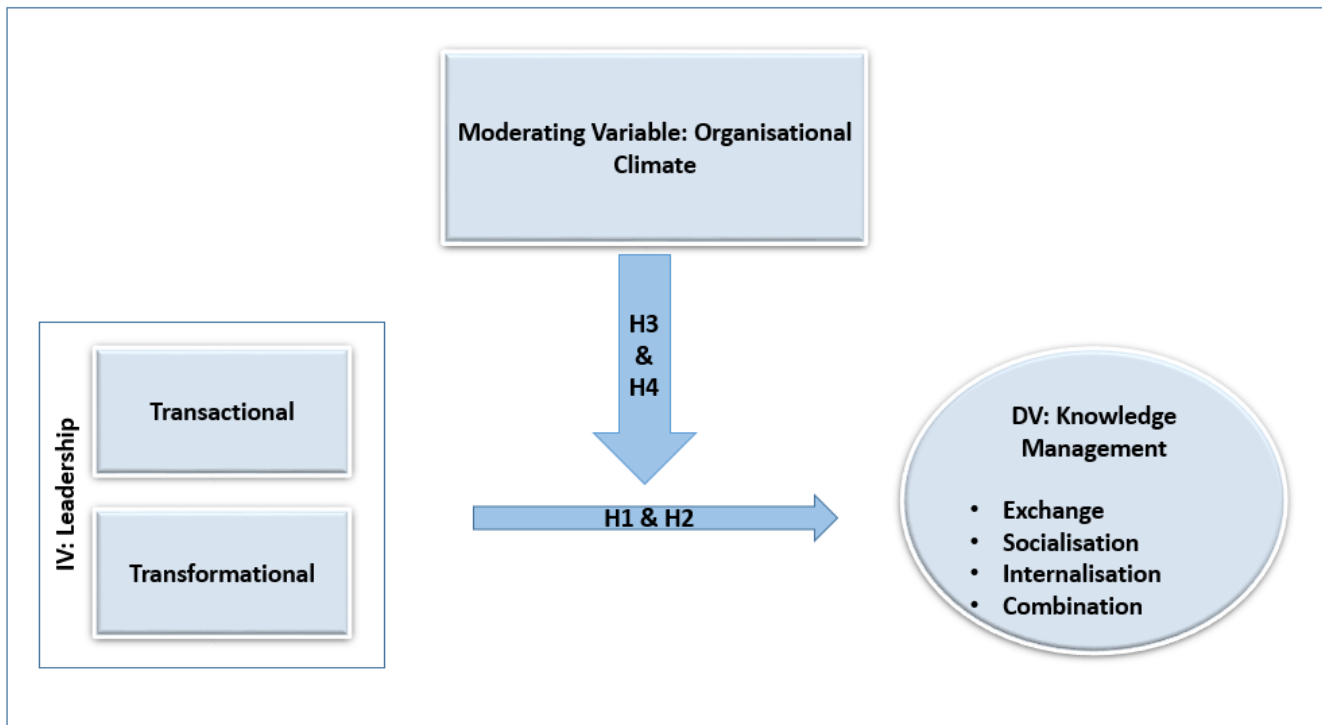 Moderating Variable: Organisational
Climate
H3
&
H4
IV: Leadership
Transactional
Transformational
H1 & H2
DV: Knowledge
Management
• Exchange
• Socialisation
• Internalisation
• Combination